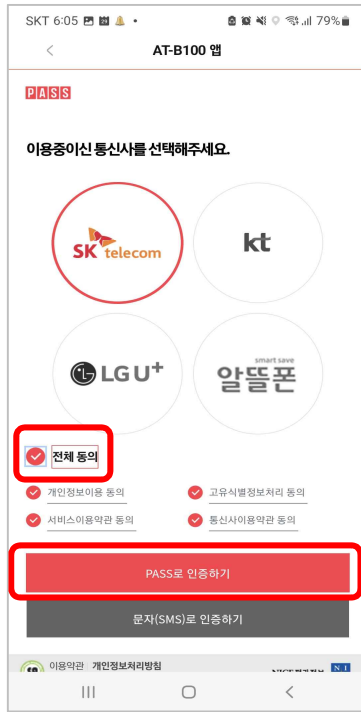 SKT 6:05 79%
AT-B100 앱
PASS
이용중이신 통신사를 선택해주세요.
SK telecom
kt
LG U+
smart save
알뜰폰
전체 동의
개인정보이용 동의 고유식별정보처리 동의
서비스이용약관 동의 통신사이용약관 동의
PASS로 인증하기
문자(SMS)로 인증하기
이용약관 개인정보처리방침